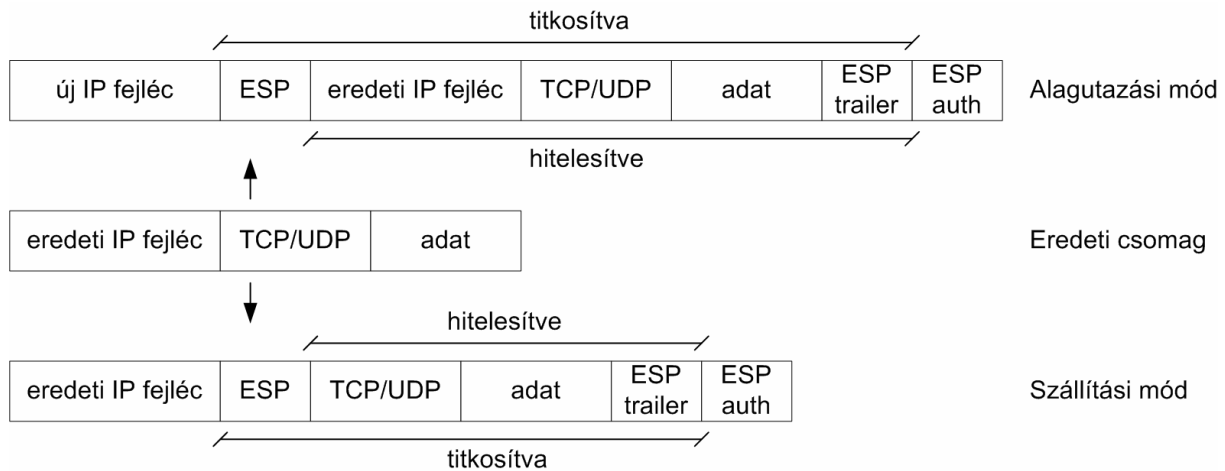 titkosítva
új IP fejléc ESP eredeti IP fejléc TCP/UDP adat ESP trailer ESP auth Alagutazási mód
hitelesítve
eredeti IP fejléc TCP/UDP adat Eredeti csomag
hitelesítve
eredeti IP fejléc ESP TCP/UDP adat ESP trailer ESP auth Szállítási mód
titkosítva